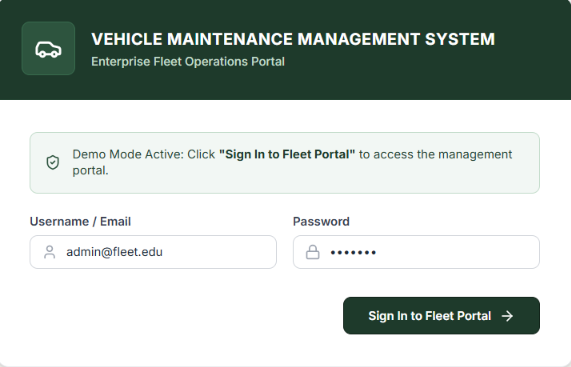 VEHICLE MAINTENANCE MANAGEMENT SYSTEM
Enterprise Fleet Operations Portal
Demo Mode Active: Click "Sign In to Fleet Portal" to access the management
portal.
Username / Email
Password
admin@fleet.edu
•••••••
Sign In to Fleet Portal →